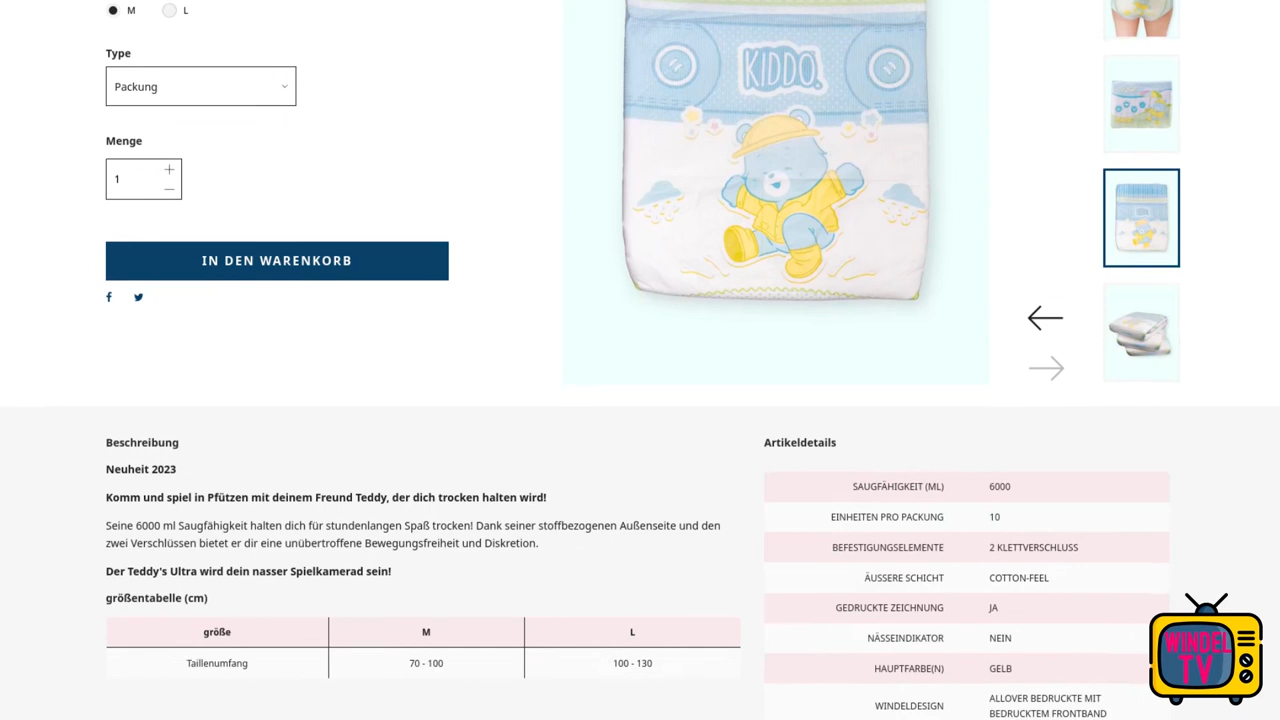 M
L
Type
Packung
Menge
1
IN DEN WARENKORB
KIDDO
Beschreibung
Neuheit 2023
Komm und spiel in Pfützen mit deinem Freund Teddy, der dich trocken halten wird!
Seine 6000 ml Saugfähigkeit halten dich für stundenlangen Spaß trocken! Dank seiner stoffbezogenen Außenseite und den
zwei Verschlüssen bietet er dir eine unübertroffene Bewegungsfreiheit und Diskretion.
Der Teddy's Ultra wird dein nasser Spielkamerad sein!
größentabelle (cm)
größe M L
Taillenumfang 70 - 100 100 - 130
Artikeldetails
SAUGFÄHIGKEIT (ML) 6000
EINHEITEN PRO PACKUNG 10
BEFESTIGUNGSELEMENTE 2 KLETTVERSCHLUSS
ÄUSSERE SCHICHT COTTON-FEEL
GEDRUCKTE ZEICHNUNG JA
NÄSSEINDIKATOR NEIN
HAUPTFARBE(N) GELB
WINDELDESIGN ALLOVER BEDRUCKTE MIT
BEDRUCKTEM FRONTBAND
WINDEL
TV